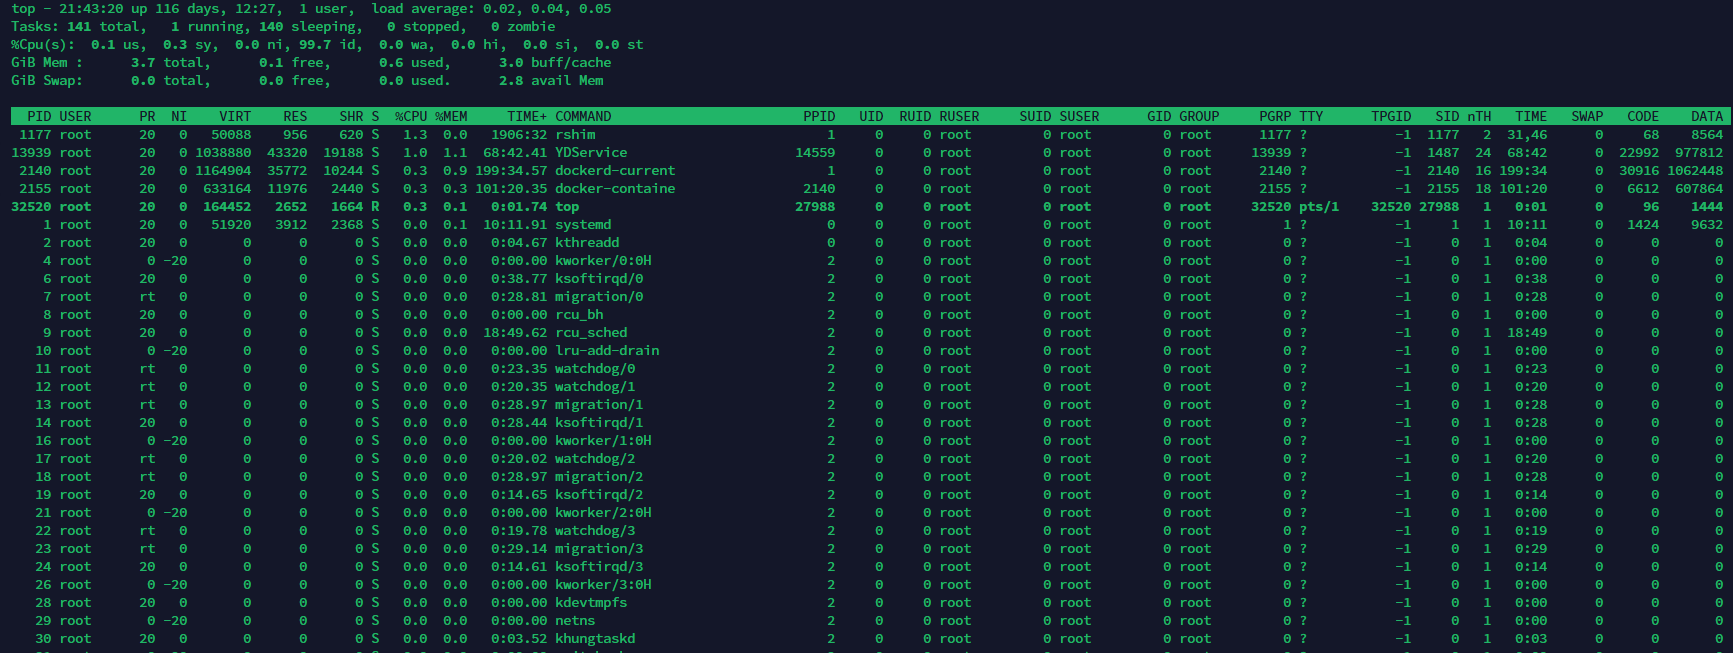 top - 21:43:20 up 116 days, 12:27,  1 user,  load average: 0.02, 0.04, 0.05
Tasks: 141 total,   1 running, 140 sleeping,   0 stopped,   0 zombie
%Cpu(s):  0.1 us,  0.3 sy,  0.0 ni, 99.7 id,  0.0 wa,  0.0 hi,  0.0 si,  0.0 st
GiB Mem :      3.7 total,      0.1 free,       0.6 used,      3.0 buff/cache
GiB Swap:      0.0 total,      0.0 free,       0.0 used.      2.8 avail Mem
PID USER PR NI VIRT RES SHR S %CPU %MEM TIME+ COMMAND PPID UID RUID RUSER SUID SUSER GID GROUP PGRP TTY TPGID SID nTH TIME SWAP CODE DATA
1177 root 20 0 50088 956 620 S 1.3 0.0 1906:32 rshim 1 0 0 root 0 root 0 root 1177 ? -1 1177 2 31,46 0 68 8564
13939 root 20 0 1038880 43320 19188 S 1.0 1.1 68:42.41 YDService 14559 0 0 root 0 root 0 root 13939 ? -1 1487 24 68:42 0 22992 977812
2140 root 20 0 1164904 35772 10244 S 0.3 0.9 199:34.57 dockerd-current 1 0 0 root 0 root 0 root 2140 ? -1 2140 16 199:34 0 30916 1062448
2155 root 20 0 633164 11976 2440 S 0.3 0.3 101:20.35 docker-containe 2140 0 0 root 0 root 0 root 2155 ? -1 2155 18 101:20 0 6612 607864
32520 root 20 0 164452 2652 1664 R 0.3 0.1 0:01.74 top 27988 0 0 root 0 root 0 root 32520 pts/1 32520 27988 1 0:01 0 96 1444
1 root 20 0 51920 3912 2368 S 0.0 0.1 10:11.91 systemd 0 0 0 root 0 root 0 root 1 ? -1 1 1 10:11 0 1424 9632
2 root 20 0 0 0 0 S 0.0 0.0 0:04.67 kthreadd 0 0 0 root 0 root 0 root 0 ? -1 0 1 0:04 0 0 0
4 root 0 -20 0 0 0 S 0.0 0.0 0:00.00 kworker/0:0H 2 0 0 root 0 root 0 root 0 ? -1 0 1 0:00 0 0 0
6 root 20 0 0 0 0 S 0.0 0.0 0:38.77 ksoftirqd/0 2 0 0 root 0 root 0 root 0 ? -1 0 1 0:38 0 0 0
7 root rt 0 0 0 0 S 0.0 0.0 0:28.81 migration/0 2 0 0 root 0 root 0 root 0 ? -1 0 1 0:28 0 0 0
8 root 20 0 0 0 0 S 0.0 0.0 0:00.00 rcu_bh 2 0 0 root 0 root 0 root 0 ? -1 0 1 0:00 0 0 0
9 root 20 0 0 0 0 S 0.0 0.0 18:49.62 rcu_sched 2 0 0 root 0 root 0 root 0 ? -1 0 1 18:49 0 0 0
10 root 0 -20 0 0 0 S 0.0 0.0 0:00.00 lru-add-drain 2 0 0 root 0 root 0 root 0 ? -1 0 1 0:00 0 0 0
11 root rt 0 0 0 0 S 0.0 0.0 0:23.35 watchdog/0 2 0 0 root 0 root 0 root 0 ? -1 0 1 0:23 0 0 0
12 root rt 0 0 0 0 S 0.0 0.0 0:20.35 watchdog/1 2 0 0 root 0 root 0 root 0 ? -1 0 1 0:20 0 0 0
13 root rt 0 0 0 0 S 0.0 0.0 0:28.97 migration/1 2 0 0 root 0 root 0 root 0 ? -1 0 1 0:28 0 0 0
14 root 20 0 0 0 0 S 0.0 0.0 0:28.44 ksoftirqd/1 2 0 0 root 0 root 0 root 0 ? -1 0 1 0:28 0 0 0
16 root 0 -20 0 0 0 S 0.0 0.0 0:00.00 kworker/1:0H 2 0 0 root 0 root 0 root 0 ? -1 0 1 0:00 0 0 0
17 root rt 0 0 0 0 S 0.0 0.0 0:20.02 watchdog/2 2 0 0 root 0 root 0 root 0 ? -1 0 1 0:20 0 0 0
18 root rt 0 0 0 0 S 0.0 0.0 0:28.97 migration/2 2 0 0 root 0 root 0 root 0 ? -1 0 1 0:28 0 0 0
19 root 20 0 0 0 0 S 0.0 0.0 0:14.65 ksoftirqd/2 2 0 0 root 0 root 0 root 0 ? -1 0 1 0:14 0 0 0
21 root 0 -20 0 0 0 S 0.0 0.0 0:00.00 kworker/2:0H 2 0 0 root 0 root 0 root 0 ? -1 0 1 0:00 0 0 0
22 root rt 0 0 0 0 S 0.0 0.0 0:19.78 watchdog/3 2 0 0 root 0 root 0 root 0 ? -1 0 1 0:19 0 0 0
23 root rt 0 0 0 0 S 0.0 0.0 0:29.14 migration/3 2 0 0 root 0 root 0 root 0 ? -1 0 1 0:29 0 0 0
24 root 20 0 0 0 0 S 0.0 0.0 0:14.61 ksoftirqd/3 2 0 0 root 0 root 0 root 0 ? -1 0 1 0:14 0 0 0
26 root 0 -20 0 0 0 S 0.0 0.0 0:00.00 kworker/3:0H 2 0 0 root 0 root 0 root 0 ? -1 0 1 0:00 0 0 0
28 root 20 0 0 0 0 S 0.0 0.0 0:00.00 kdevtmpfs 2 0 0 root 0 root 0 root 0 ? -1 0 1 0:00 0 0 0
29 root 0 -20 0 0 0 S 0.0 0.0 0:00.00 netns 2 0 0 root 0 root 0 root 0 ? -1 0 1 0:00 0 0 0
30 root 20 0 0 0 0 S 0.0 0.0 0:03.52 khungtaskd 2 0 0 root 0 root 0 root 0 ? -1 0 1 0:03 0 0 0